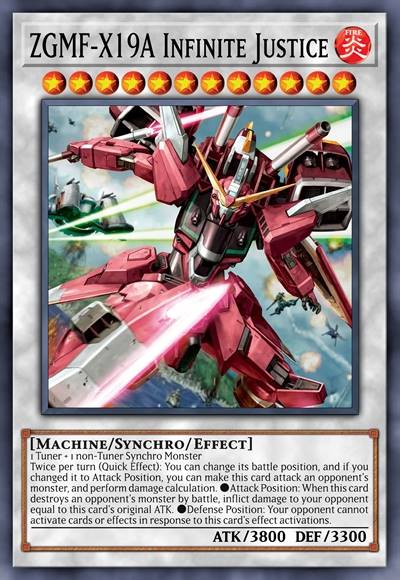 ZGMF-X19A Infinite Justice
FIRE
炎
[Machine/Synchro/Effect]
1 Tuner + 1 non-Tuner Synchro Monster
Twice per turn (Quick Effect): You can change its battle position, and if you
changed it to Attack Position, you can make this card attack an opponent's
monster, and perform damage calculation. ●Attack Position: When this card
destroys an opponent's monster by battle, inflict damage to your opponent
equal to this card's original ATK. ●Defense Position: Your opponent cannot
activate cards or effects in response to this card's effect activations.
ATK/3800 DEF/3300